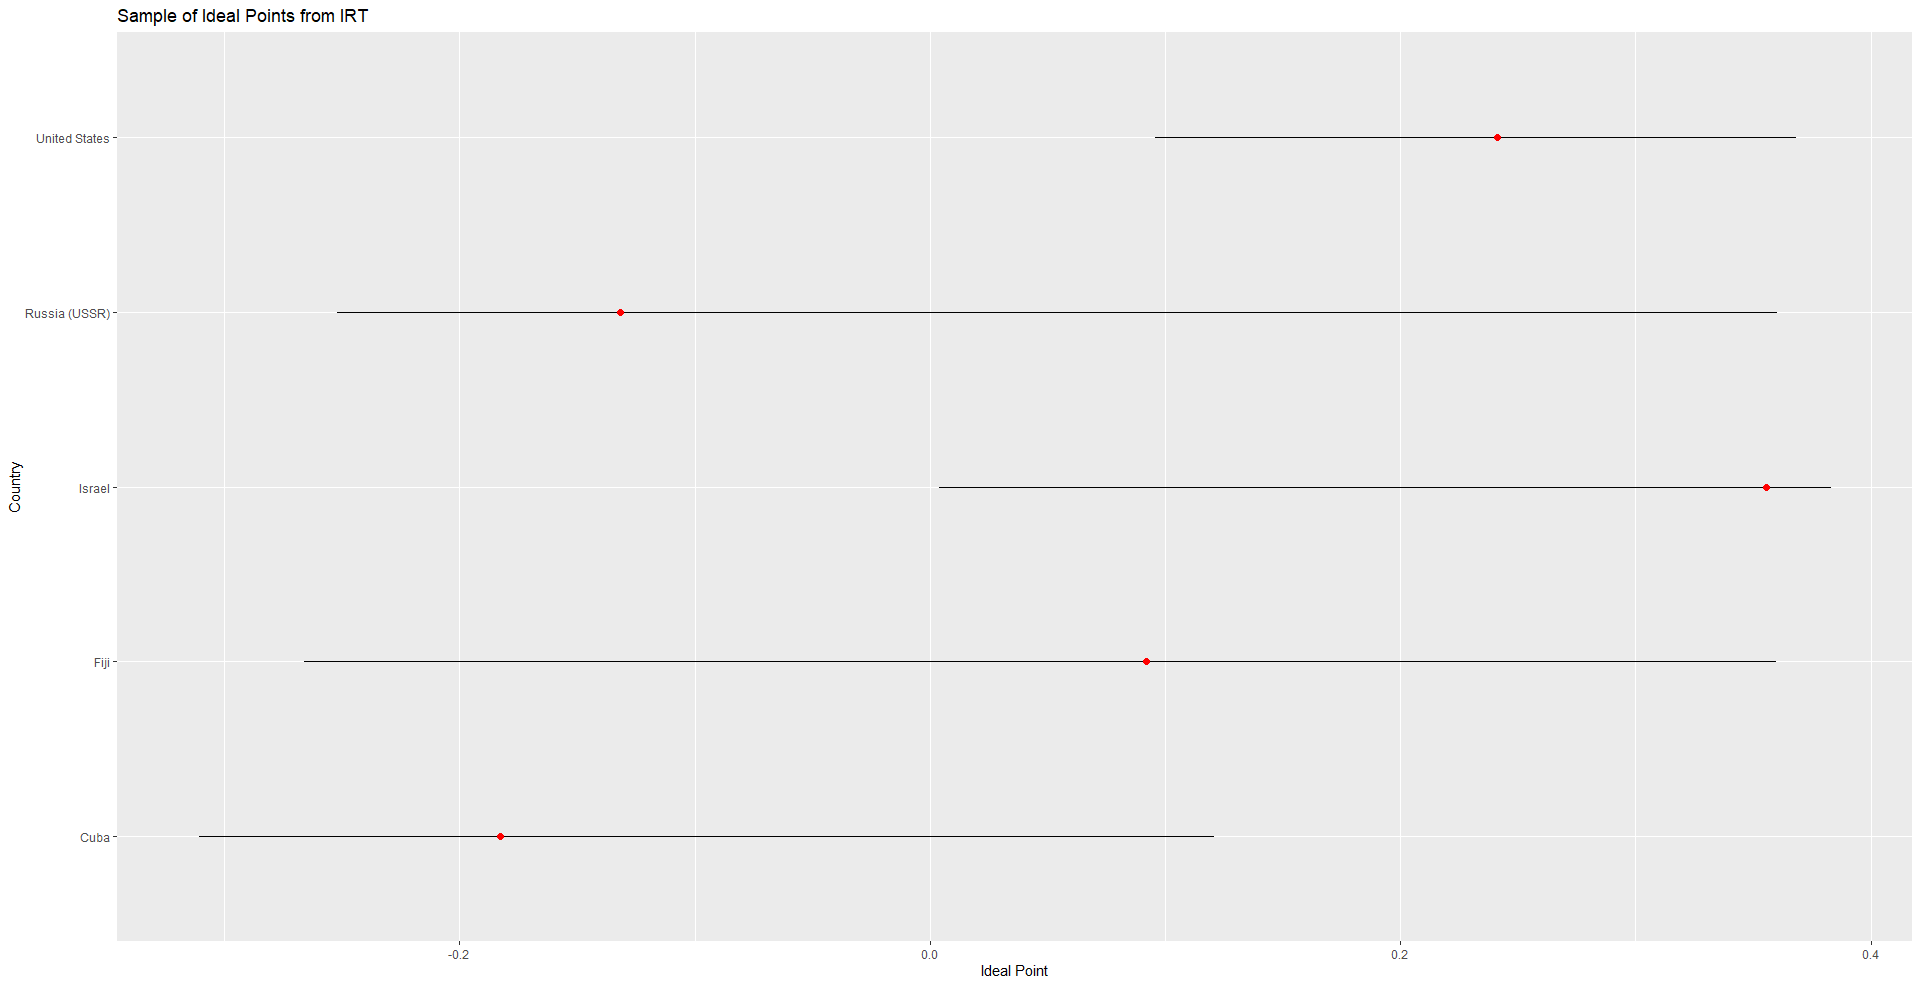 Sample of Ideal Points from IRT
Country
United States
Russia (USSR)
Israel
Fiji
Cuba
-0.2
0.0
0.2
0.4
Ideal Point